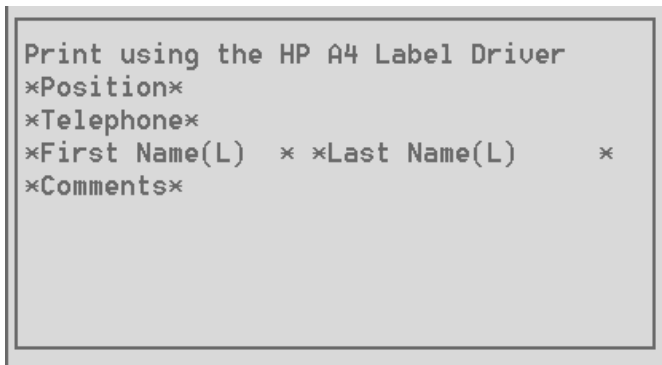 Print using the HP A4 Label Driver
*Position*
*Telephone*
*First Name(L)  * *Last Name(L)      *
*Comments*